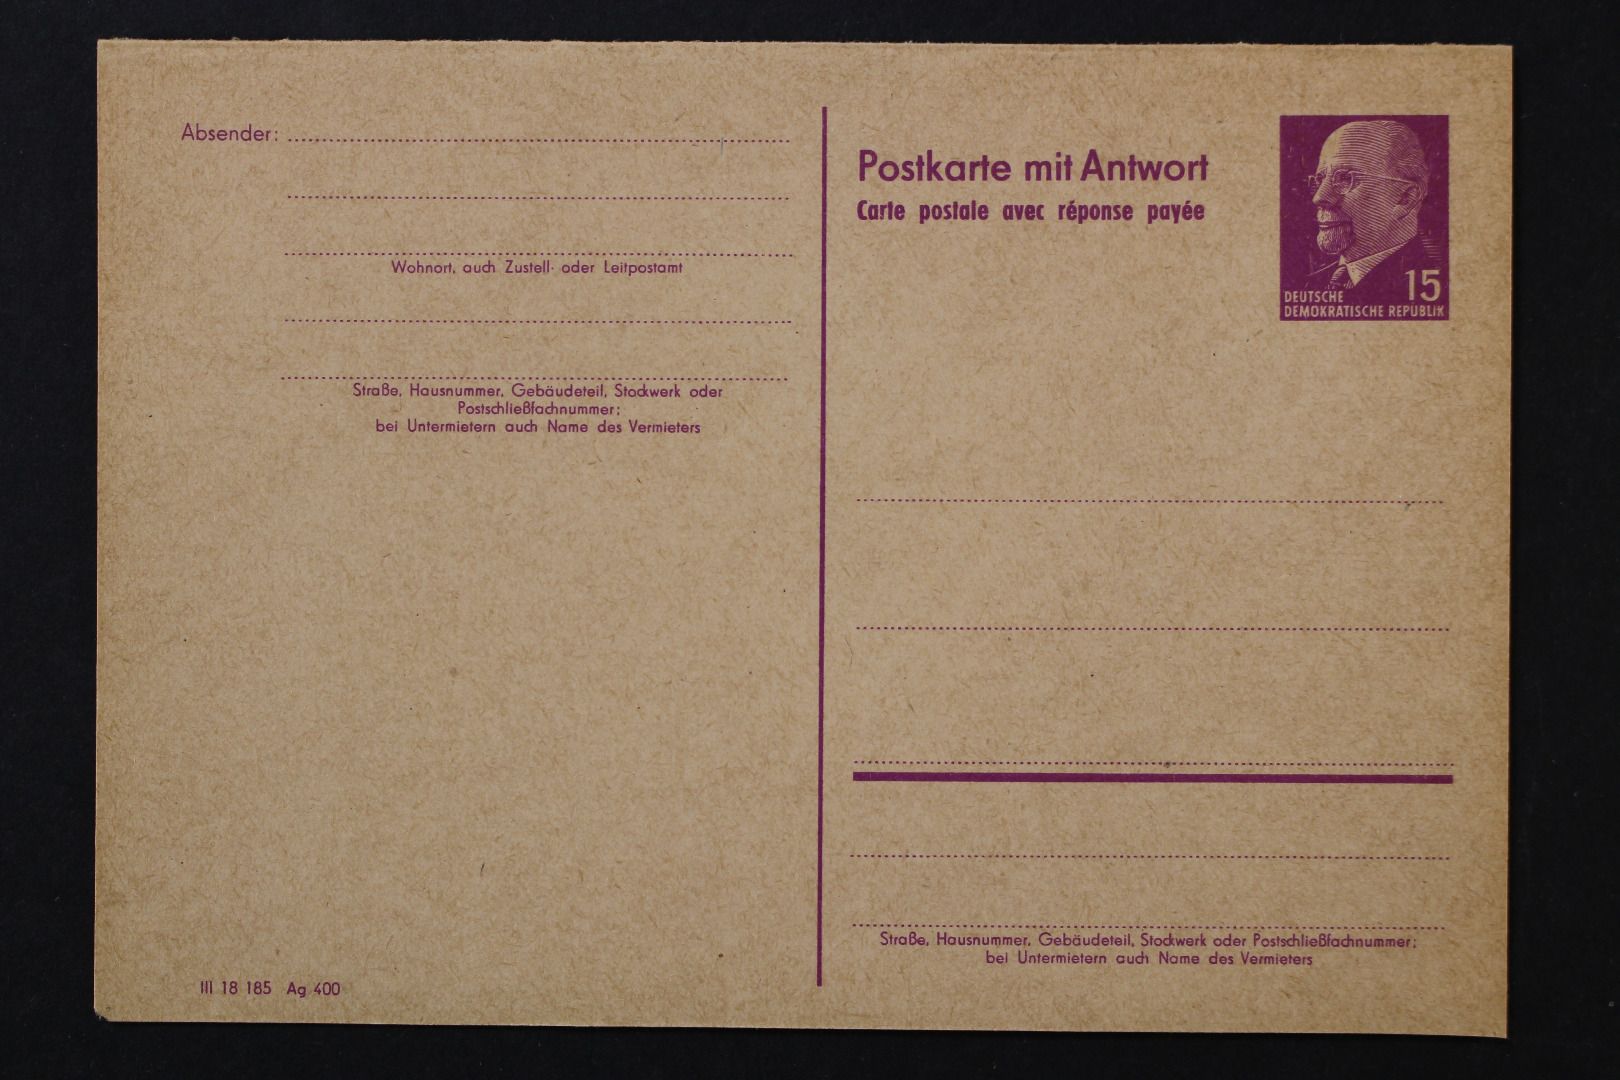 Absender:
Wohnort, auch Zustell- oder Leitpostamt
Straße, Hausnummer, Gebäudeteil, Stockwerk oder
Postschließfachnummer;
bei Untermietern auch Name des Vermieters
III 18 185 Ag 400
Postkarte mit Antwort
Carte postale avec réponse payée
15
DEUTSCHE
DEMOKRATISCHE REPUBLIK
Straße, Hausnummer, Gebäudeteil, Stockwerk oder Postschließfachnummer;
bei Untermietern auch Name des Vermieters